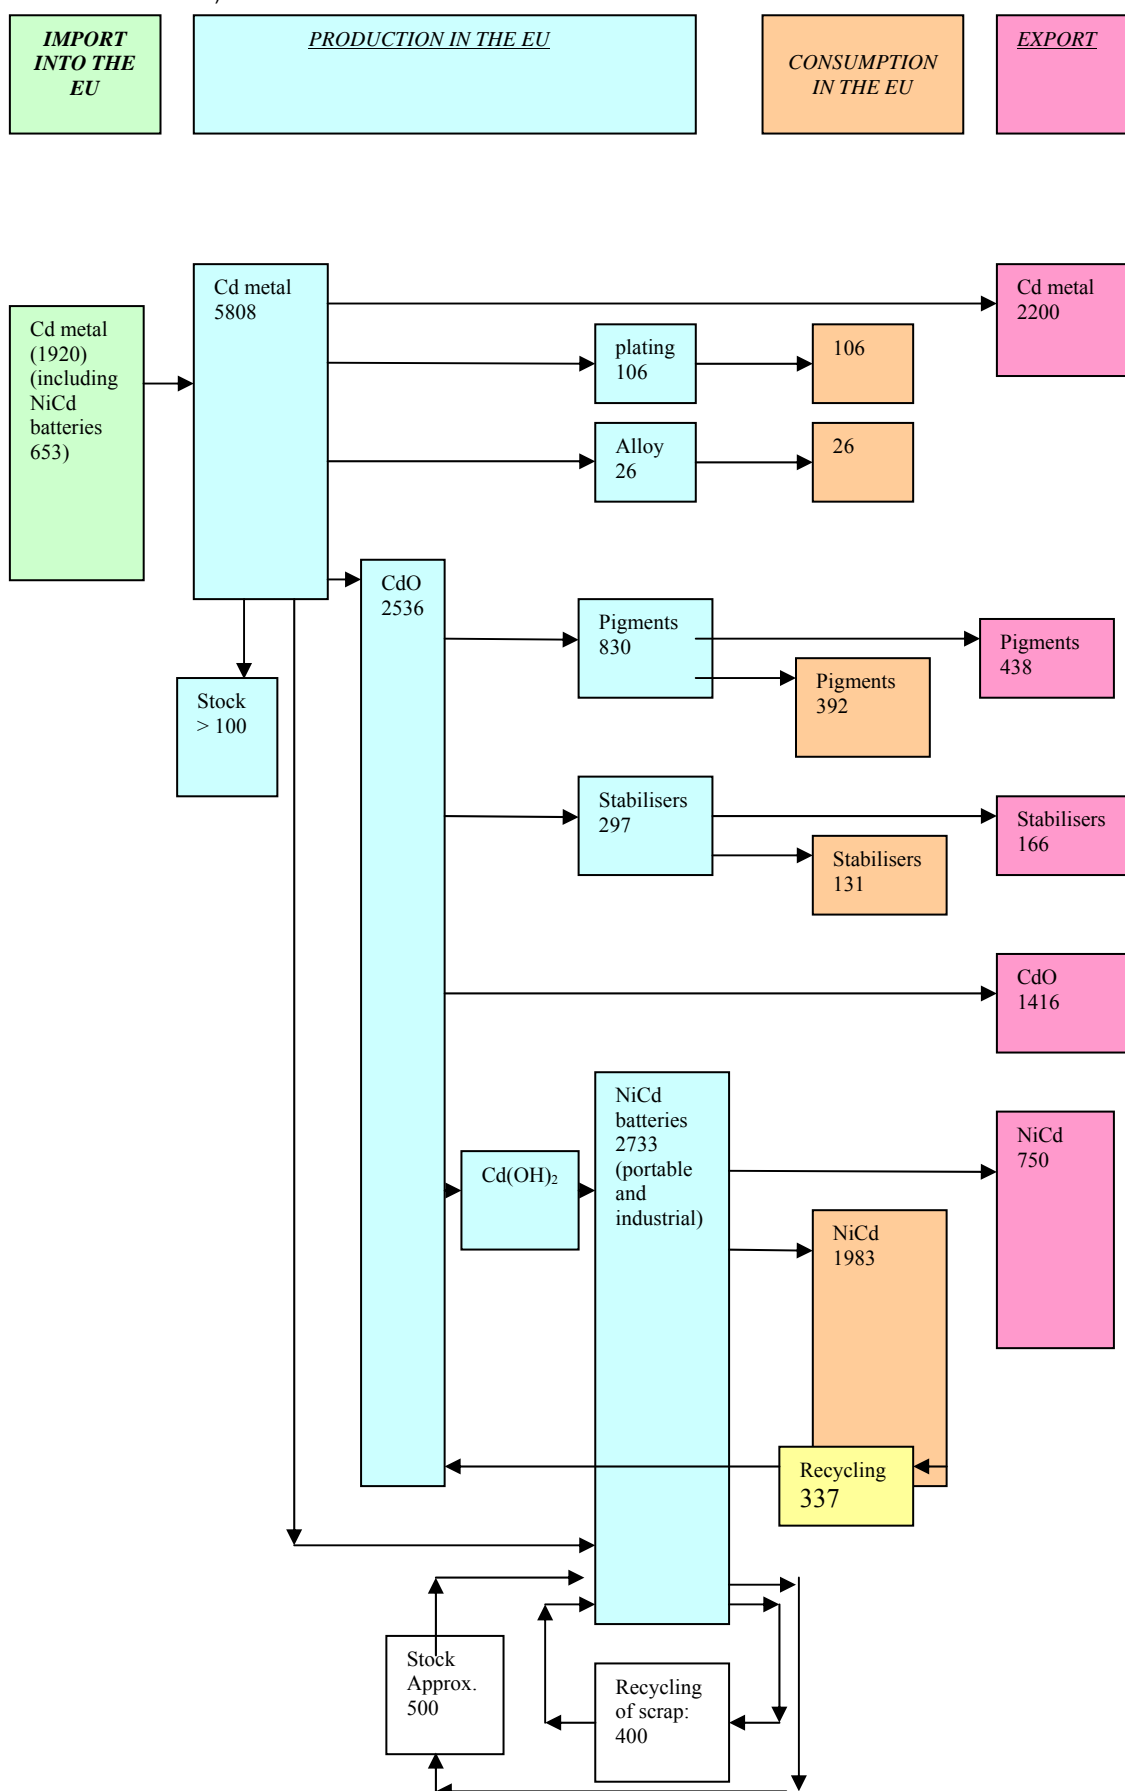 IMPORT
INTO THE
EU
PRODUCTION IN THE EU
CONSUMPTION
IN THE EU
EXPORT
Cd metal
(1920)
(including
NiCd
batteries
653)
Cd metal
5808
Cd metal
2200
plating
106
106
Alloy
26
26
CdO
2536
Stock
> 100
Pigments
830
Pigments
438
Pigments
392
Stabilisers
297
Stabilisers
166
Stabilisers
131
CdO
1416
Cd(OH)₂
NiCd
batteries
2733
(portable
and
industrial)
NiCd
750
NiCd
1983
Recycling
337
Stock
Approx.
500
Recycling
of scrap:
400